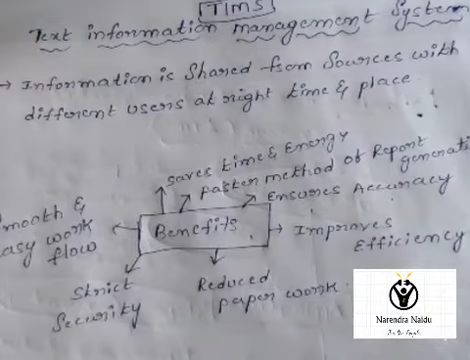 [TIMS]
Text information management System
→ Information is Shared from Sources with
different users at right time & place
saves time & Energy
faster method of Report
generati
Ensures Accuracy
mooth &
asy work
flow
Benefits
Improves
Efficiency
Strict
Security
Reduced
paper work.
Narendra Naidu